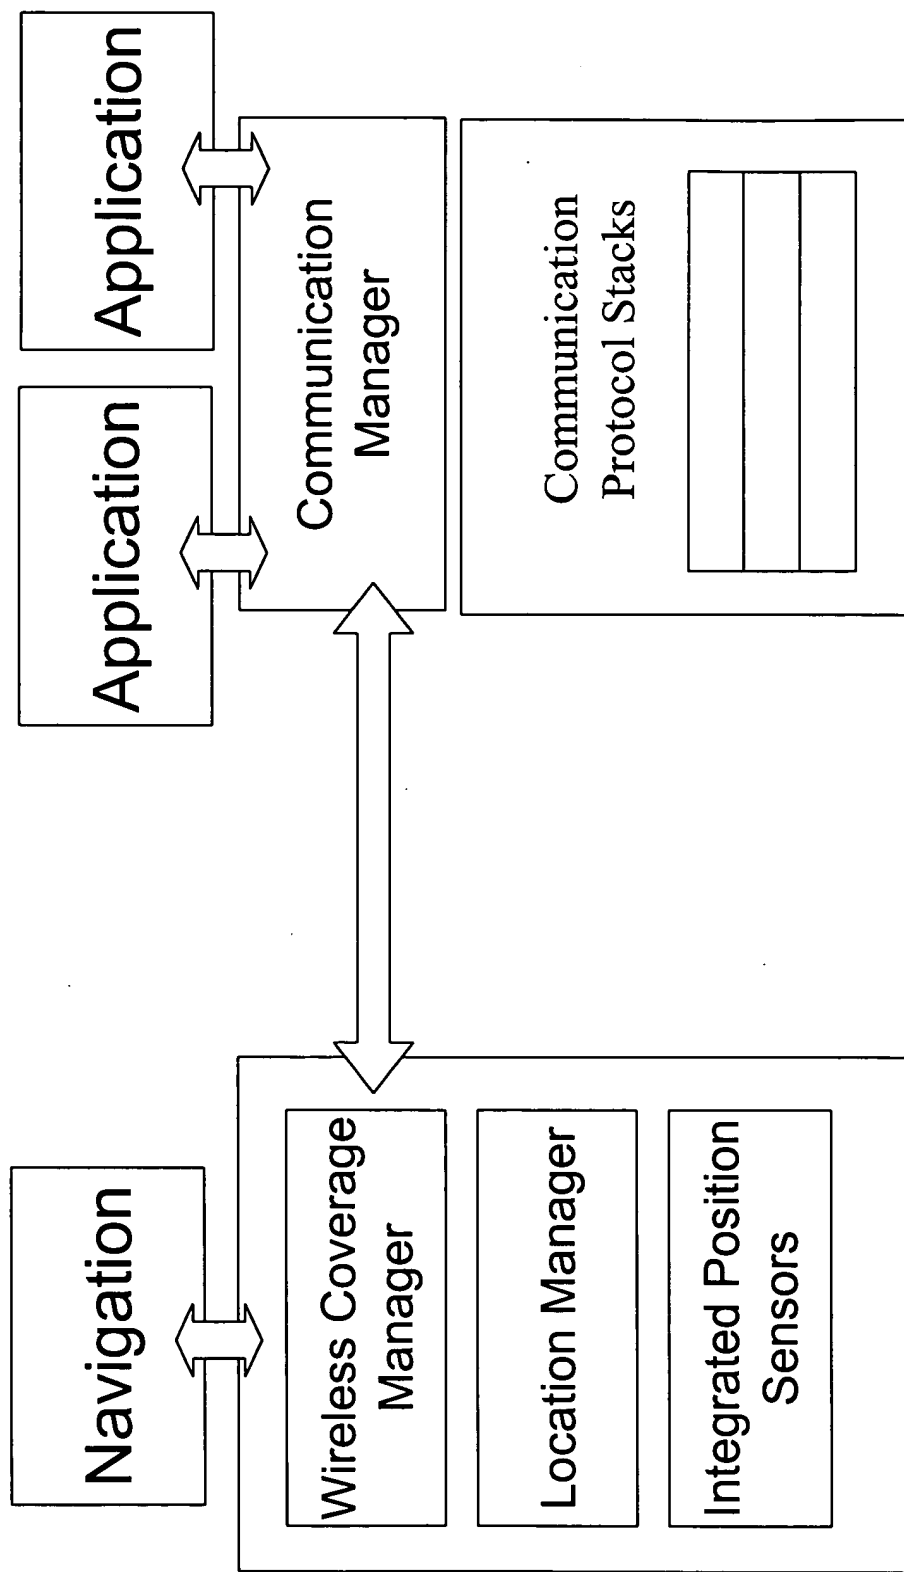 Navigation
Application
Application
Wireless Coverage
Manager
Location Manager
Integrated Position
Sensors
Communication
Manager
Communication
Protocol Stacks